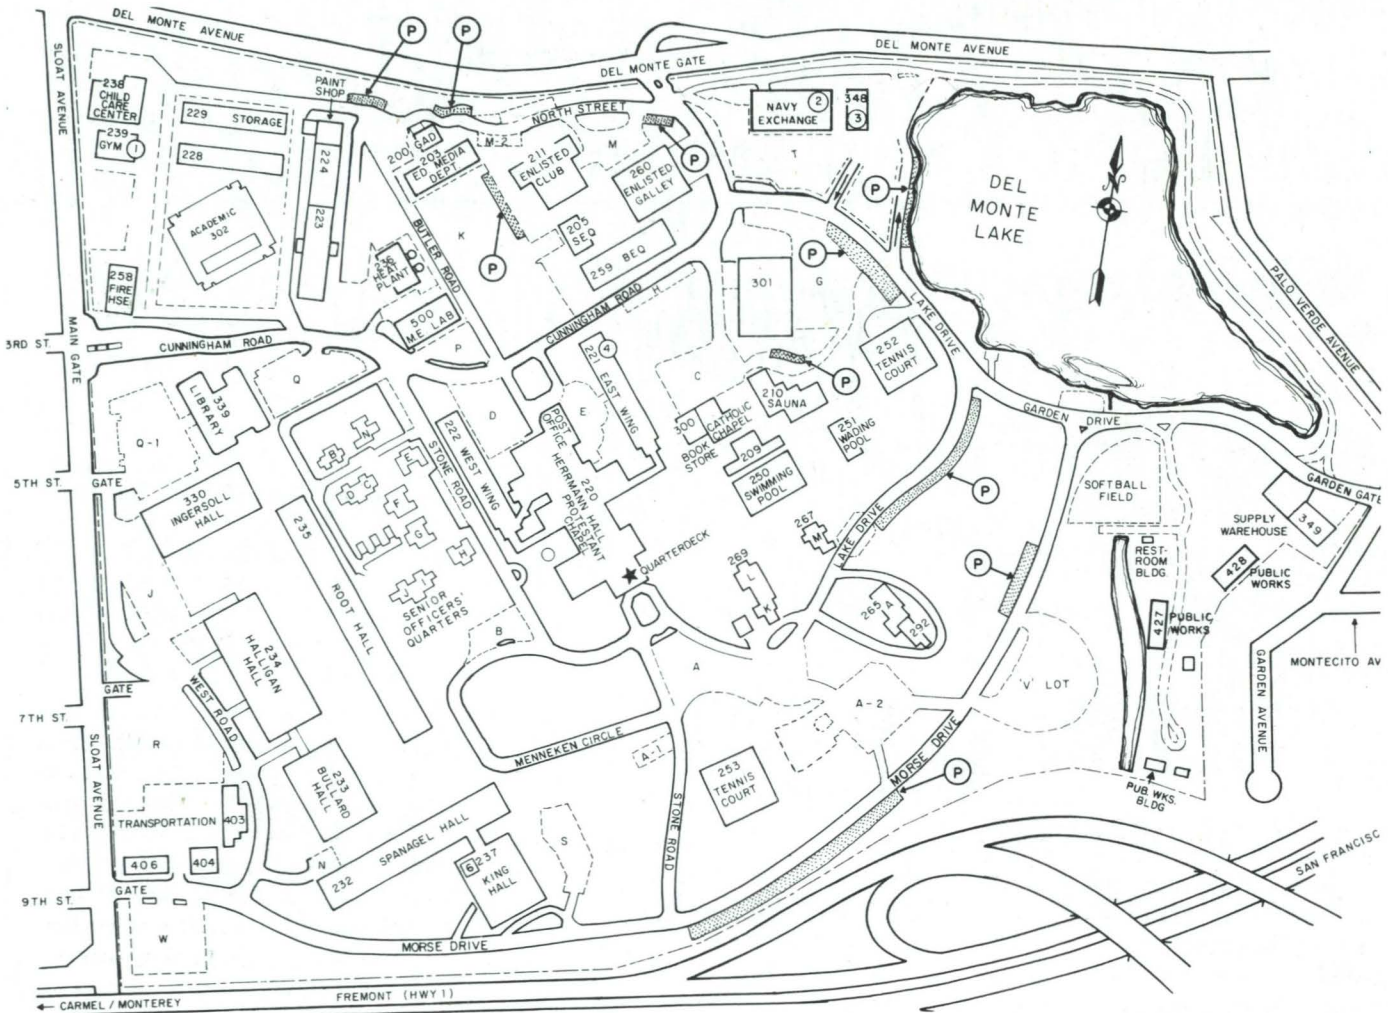 DEL MONTE AVENUE
P
P
DEL MONTE AVENUE
SLOAT AVENUE
DEL MONTE GATE
238
CHILD
CARE
CENTER
PAINT
SHOP
229 STORAGE
NORTH STREET
NAVY
EXCHANGE
2
348
3
239
GYM
1
228
224
200 GAD
203
ED MEDIA
DEPT
M-2
211
ENLISTED
CLUB
M
P
260
ENLISTED
GALLEY
T
P
DEL
MONTE
LAKE
N
ACADEMIC
302
223
BUTLER ROAD
K
205
SEQ
P
259 BEQ
P
236
HEAT
PLANT
258
FIRE
HSE.
301
G
H
PALO VERDE AVENUE
500
M.E. LAB
CUNNINGHAM ROAD
LAKE DRIVE
3RD ST.
MAIN GATE
CUNNINGHAM ROAD
P
4
221 EAST WING
252
TENNIS
COURT
P
Q
C
210
SAUNA
339
LIBRARY
D
E
POST
OFFICE
300
CATHOLIC
CHAPEL
BOOK
STORE
209
251
WADING
POOL
GARDEN DRIVE
Q-1
N
B
E
STONE ROAD
222 WEST WING
220
HERRMANN HALL
PROTESTANT
CHAPEL
250
SWIMMING
POOL
5TH ST.
GATE
SOFTBALL
FIELD
GARDEN GATE
330
INGERSOLL
HALL
D
C
F
G
H
P
SUPPLY
WAREHOUSE
349
235
ROOT HALL
QUARTERDECK
267
M
LAKE DRIVE
REST-
ROOM
BLDG
428
PUBLIC
WORKS
P
269
L
K
J
SENIOR
OFFICERS'
QUARTERS
J
265
A
292
427
PUBLIC
WORKS
B
234
HALLIGAN
HALL
MONTECITO AV
A
'V' LOT
GARDEN AVENUE
GATE
WEST ROAD
A-2
7TH ST.
R
MENNEKEN CIRCLE
A-1
MORSE DRIVE
SLOAT AVENUE
233
BULLARD
HALL
253
TENNIS
COURT
P
PUB. WKS.
BLDG
TRANSPORTATION
403
STONE ROAD
SPANAGEL HALL
S
406
404
N
232
6
237
KING
HALL
SAN FRANCISC
GATE
9TH ST.
W
MORSE DRIVE
FREMONT (HWY 1)
← CARMEL / MONTEREY